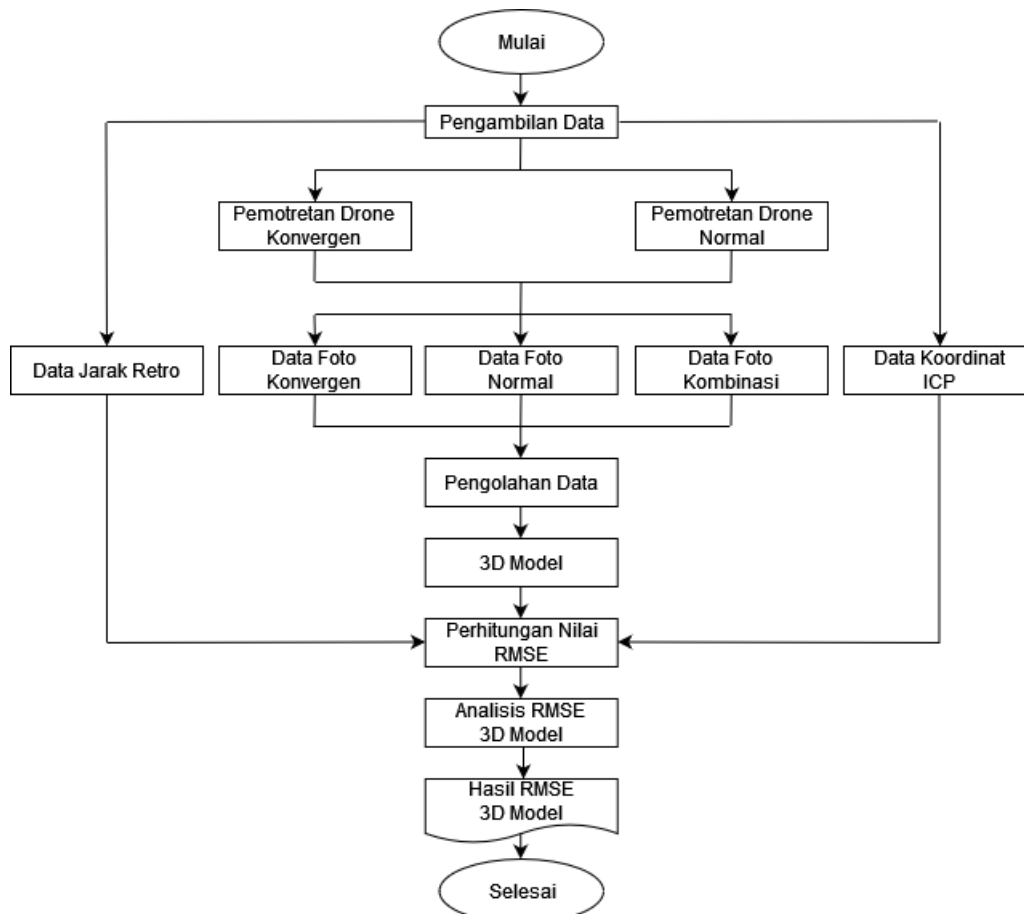 Mulai
Pengambilan Data
Pemotretan Drone
Konvergen
Pemotretan Drone
Normal
Data Jarak Retro
Data Foto
Konvergen
Data Foto
Normal
Data Foto
Kombinasi
Data Koordinat
ICP
Pengolahan Data
3D Model
Perhitungan Nilai
RMSE
Analisis RMSE
3D Model
Hasil RMSE
3D Model
Selesai